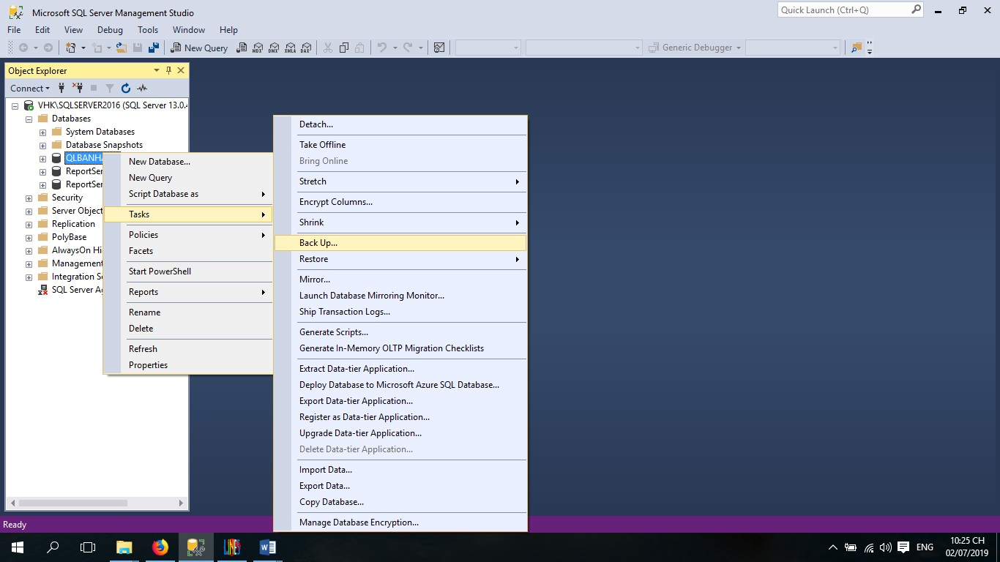 Microsoft SQL Server Management Studio
Quick Launch (Ctrl+Q)
File Edit View Debug Tools Window Help
New Query MDX DMX XMLA DAX Generic Debugger
Object Explorer
Connect
VHK\SQLSERVER2016 (SQL Server 13.0.4
Databases
System Databases
Database Snapshots
QLBANHA
ReportSer
ReportSer
Security
Server Object
Replication
PolyBase
AlwaysOn Hi
Management
Integration Se
SQL Server Ag
New Database...
New Query
Script Database as
Tasks
Policies
Facets
Start PowerShell
Reports
Rename
Delete
Refresh
Properties
Detach...
Take Offline
Bring Online
Stretch
Encrypt Columns...
Shrink
Back Up...
Restore
Mirror...
Launch Database Mirroring Monitor...
Ship Transaction Logs...
Generate Scripts...
Generate In-Memory OLTP Migration Checklists
Extract Data-tier Application...
Deploy Database to Microsoft Azure SQL Database...
Export Data-tier Application...
Register as Data-tier Application...
Upgrade Data-tier Application...
Delete Data-tier Application...
Import Data...
Export Data...
Copy Database...
Manage Database Encryption...
Ready
LINES
ENG
10:25 CH
02/07/2019